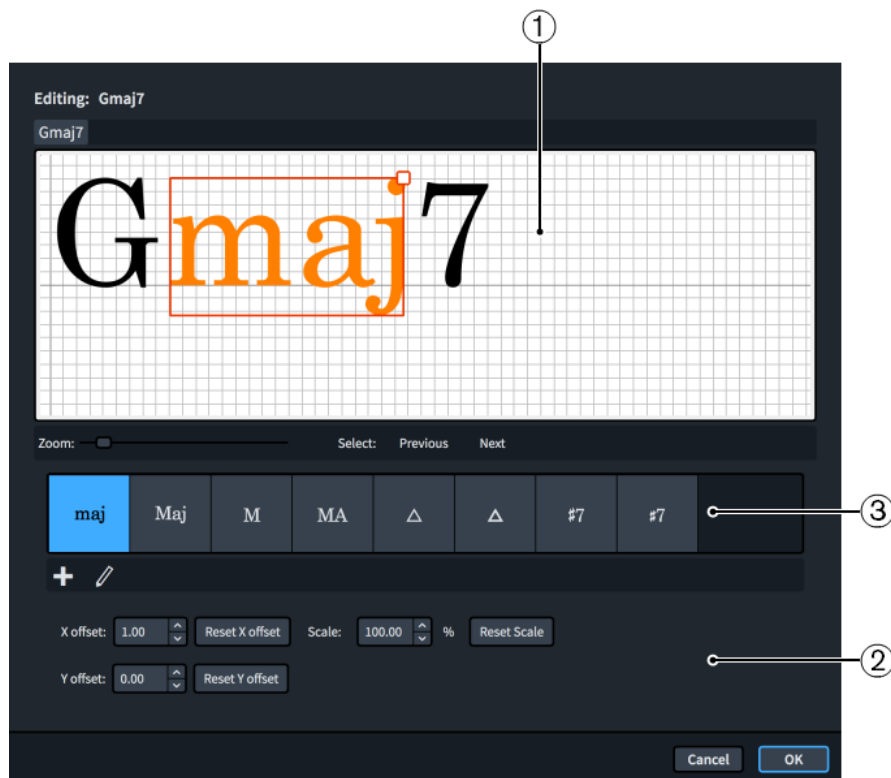 ①
Editing: Gmaj7
Gmaj7
Gmaj7
Zoom: Select: Previous Next
maj Maj M MA △ △ ♯7 ♯7
③
X offset: 1.00 Reset X offset Scale: 100.00 % Reset Scale
②
Y offset: 0.00 Reset Y offset
Cancel OK